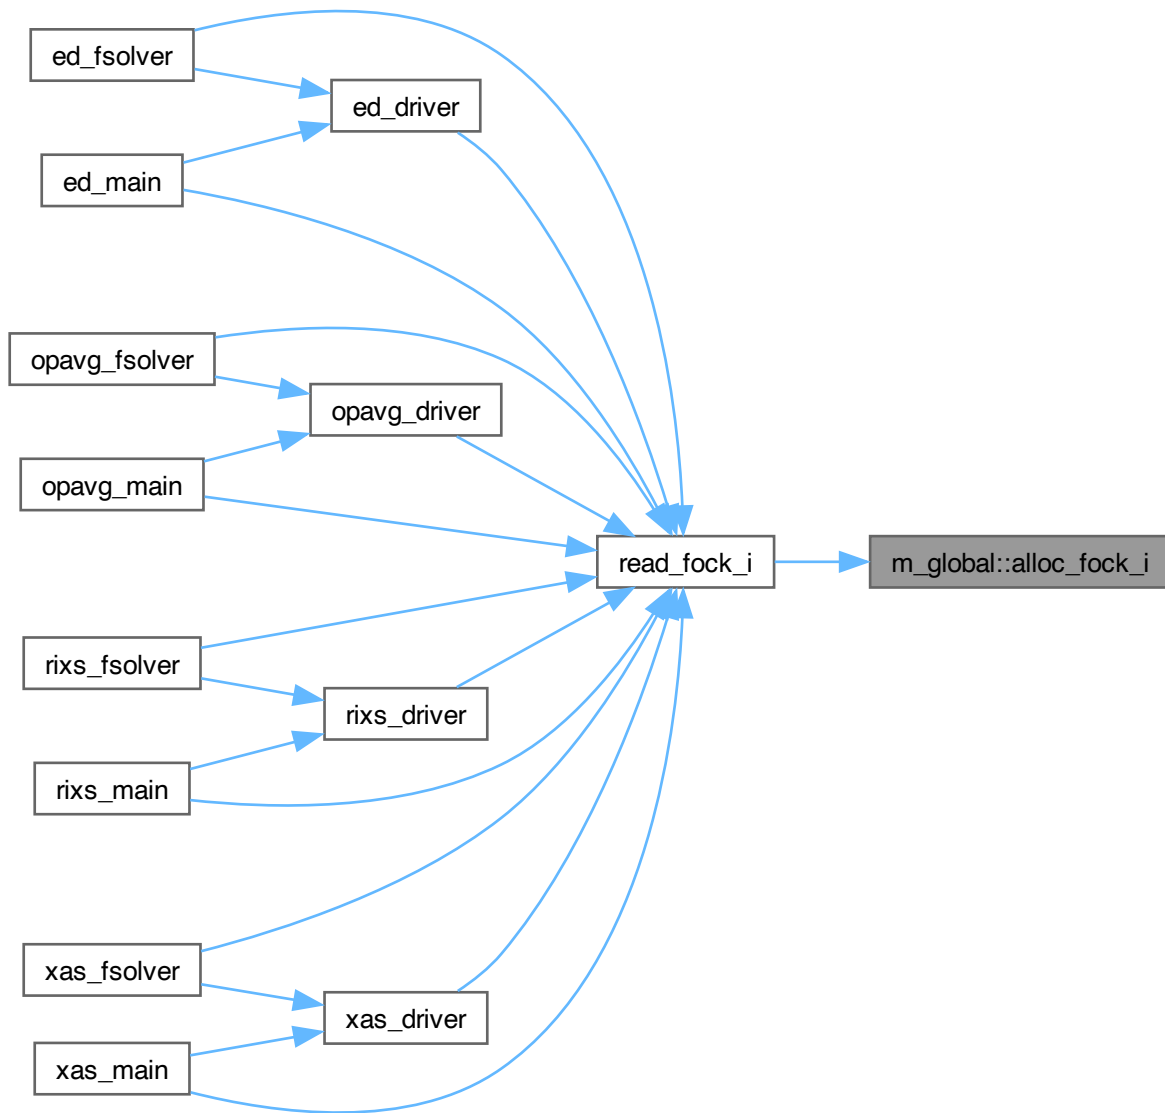 ed_fsolver
ed_driver
ed_main
opavg_fsolver
opavg_driver
opavg_main
read_fock_i
m_global::alloc_fock_i
rixs_fsolver
rixs_driver
rixs_main
xas_fsolver
xas_driver
xas_main